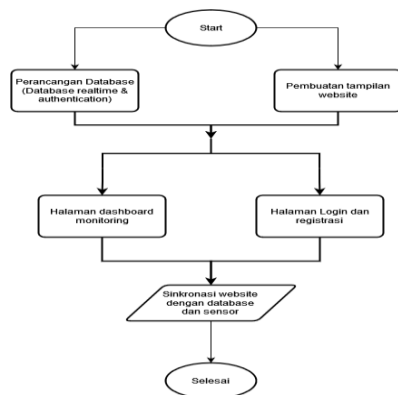 Start
Perancangan Database
(Database realtime &
authentication)
Pembuatan tampilan
website
Halaman dashboard
monitoring
Halaman Login dan
registrasi
Sinkronasi website
dengan database
dan sensor
Selesai